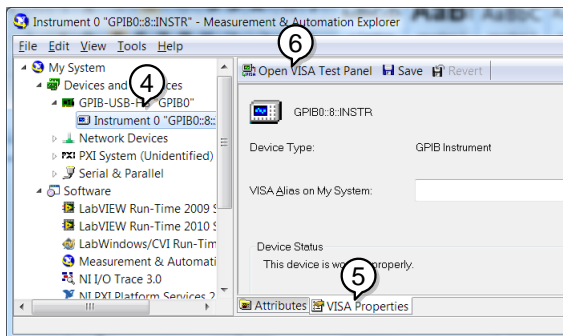 Instrument 0 "GPIB0::8::INSTR" - Measurement & Automation Explorer
File Edit View Tools Help
6
My System
4
Devices and
GPIB-USB-H "GPIB0"
Instrument 0 "GPIB0::8::
Network Devices
PXI System (Unidentified)
Serial & Parallel
Software
LabVIEW Run-Time 2009 S
LabVIEW Run-Time 2010 S
LabWindows/CVI Run-Tim
Measurement & Automati
NI I/O Trace 3.0
NI PXI Platform Services 2
Open VISA Test Panel Save Revert
GPIB0::8::INSTR
Device Type: GPIB Instrument
VISA Alias on My System:
Device Status
This device is properly.
5
Attributes VISA Properties